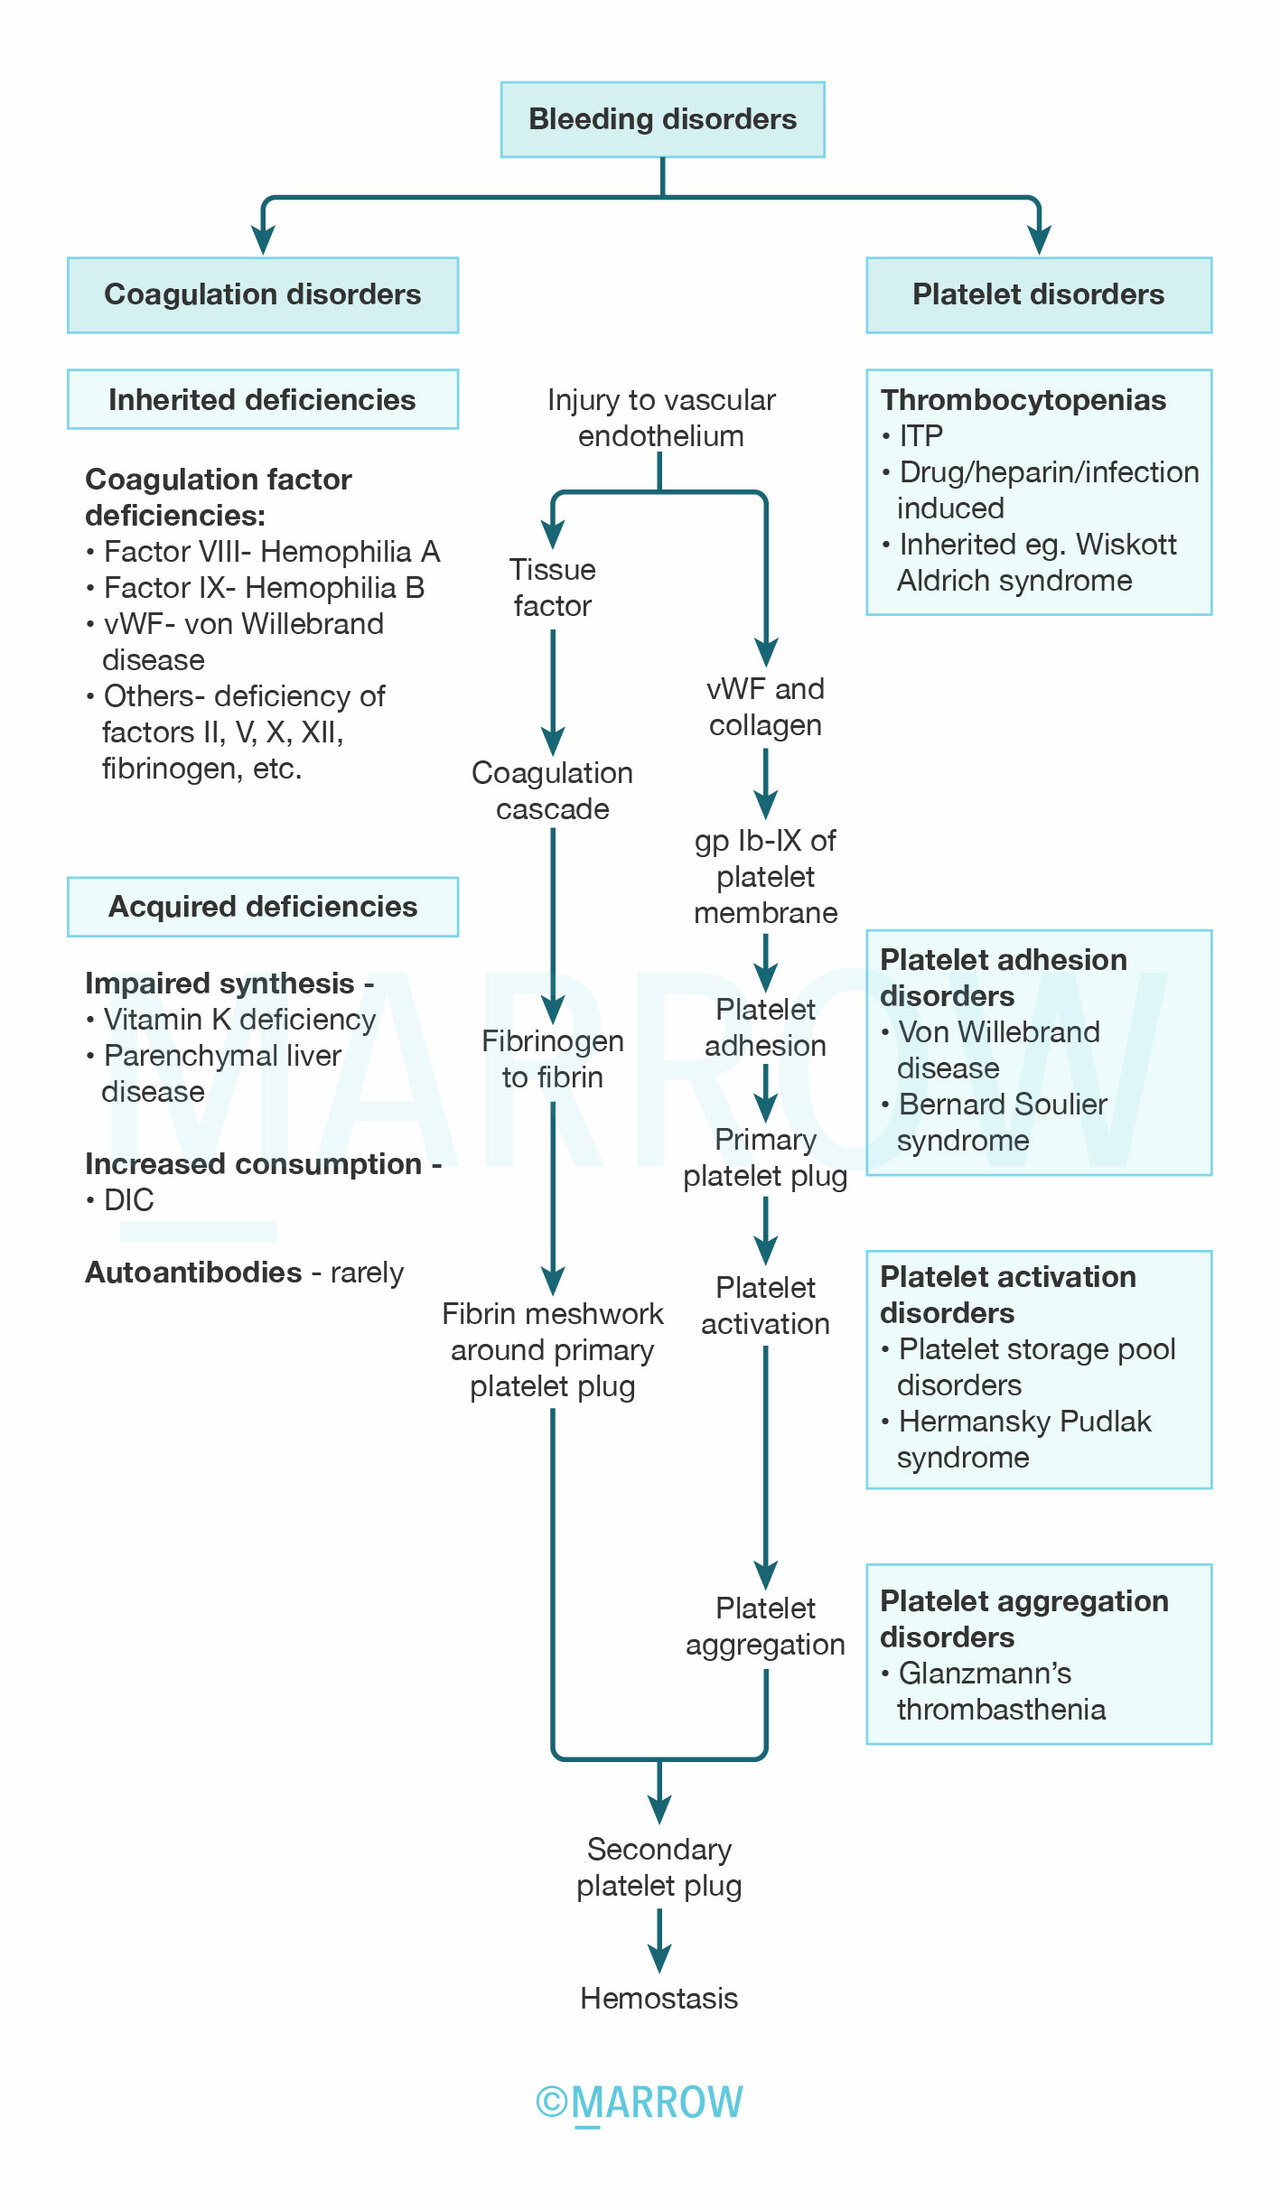 Bleeding disorders
Coagulation disorders
Platelet disorders
Inherited deficiencies
Coagulation factor
deficiencies:
• Factor VIII- Hemophilia A
• Factor IX- Hemophilia B
• vWF- von Willebrand
disease
• Others- deficiency of
factors II, V, X, XII,
fibrinogen, etc.
Acquired deficiencies
Impaired synthesis -
• Vitamin K deficiency
• Parenchymal liver
disease
Increased consumption -
• DIC
Autoantibodies - rarely
Injury to vascular
endothelium
Tissue
factor
Coagulation
cascade
Fibrinogen
to fibrin
Fibrin meshwork
around primary
platelet plug
vWF and
collagen
gp Ib-IX of
platelet
membrane
Platelet
adhesion
Primary
platelet plug
Platelet
activation
Platelet
aggregation
Secondary
platelet plug
Hemostasis
Thrombocytopenias
• ITP
• Drug/heparin/infection
induced
• Inherited eg. Wiskott
Aldrich syndrome
Platelet adhesion
disorders
• Von Willebrand
disease
• Bernard Soulier
syndrome
Platelet activation
disorders
• Platelet storage pool
disorders
• Hermansky Pudlak
syndrome
Platelet aggregation
disorders
• Glanzmann’s
thrombasthenia
MARROW
©MARROW